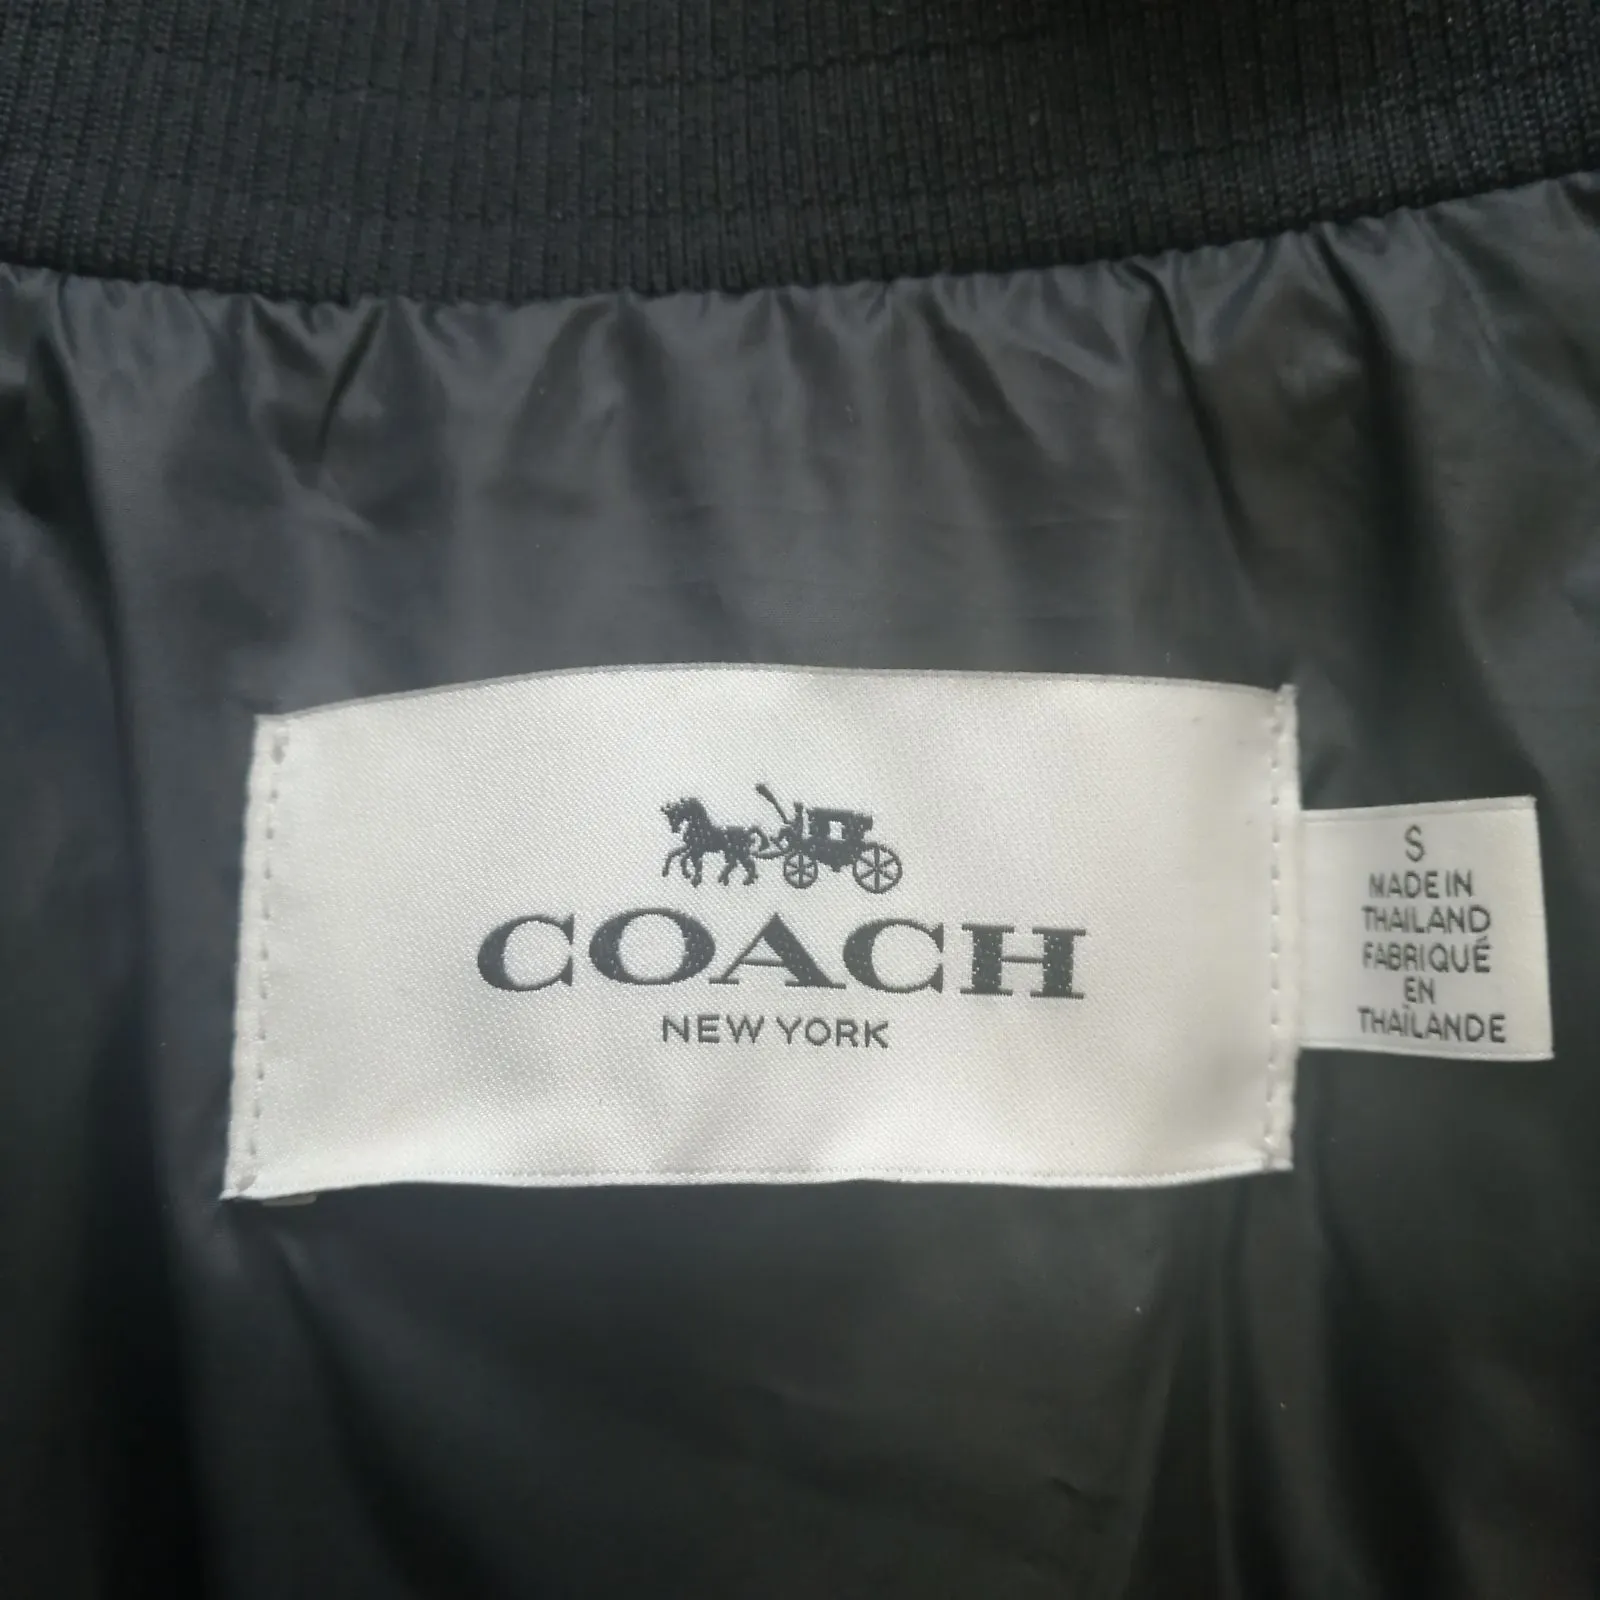 COACH
NEW YORK
S
MADE IN
THAILAND
FABRIQUÉ
EN
THAÏLANDE